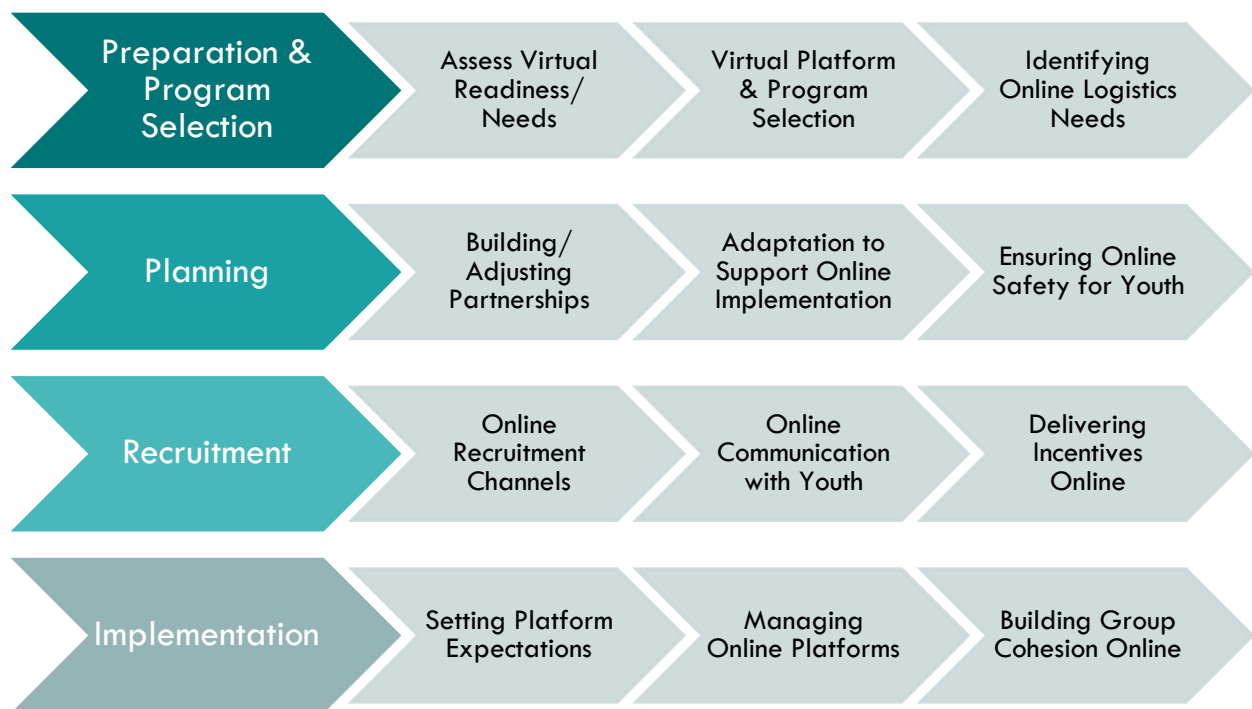 Preparation &
Program
Selection
Assess Virtual
Readiness/
Needs
Virtual Platform
& Program
Selection
Identifying
Online Logistics
Needs
Planning
Building/
Adjusting
Partnerships
Adaptation to
Support Online
Implementation
Ensuring Online
Safety for Youth
Recruitment
Online
Recruitment
Channels
Online
Communication
with Youth
Delivering
Incentives
Online
Implementation
Setting Platform
Expectations
Managing
Online Platforms
Building Group
Cohesion Online